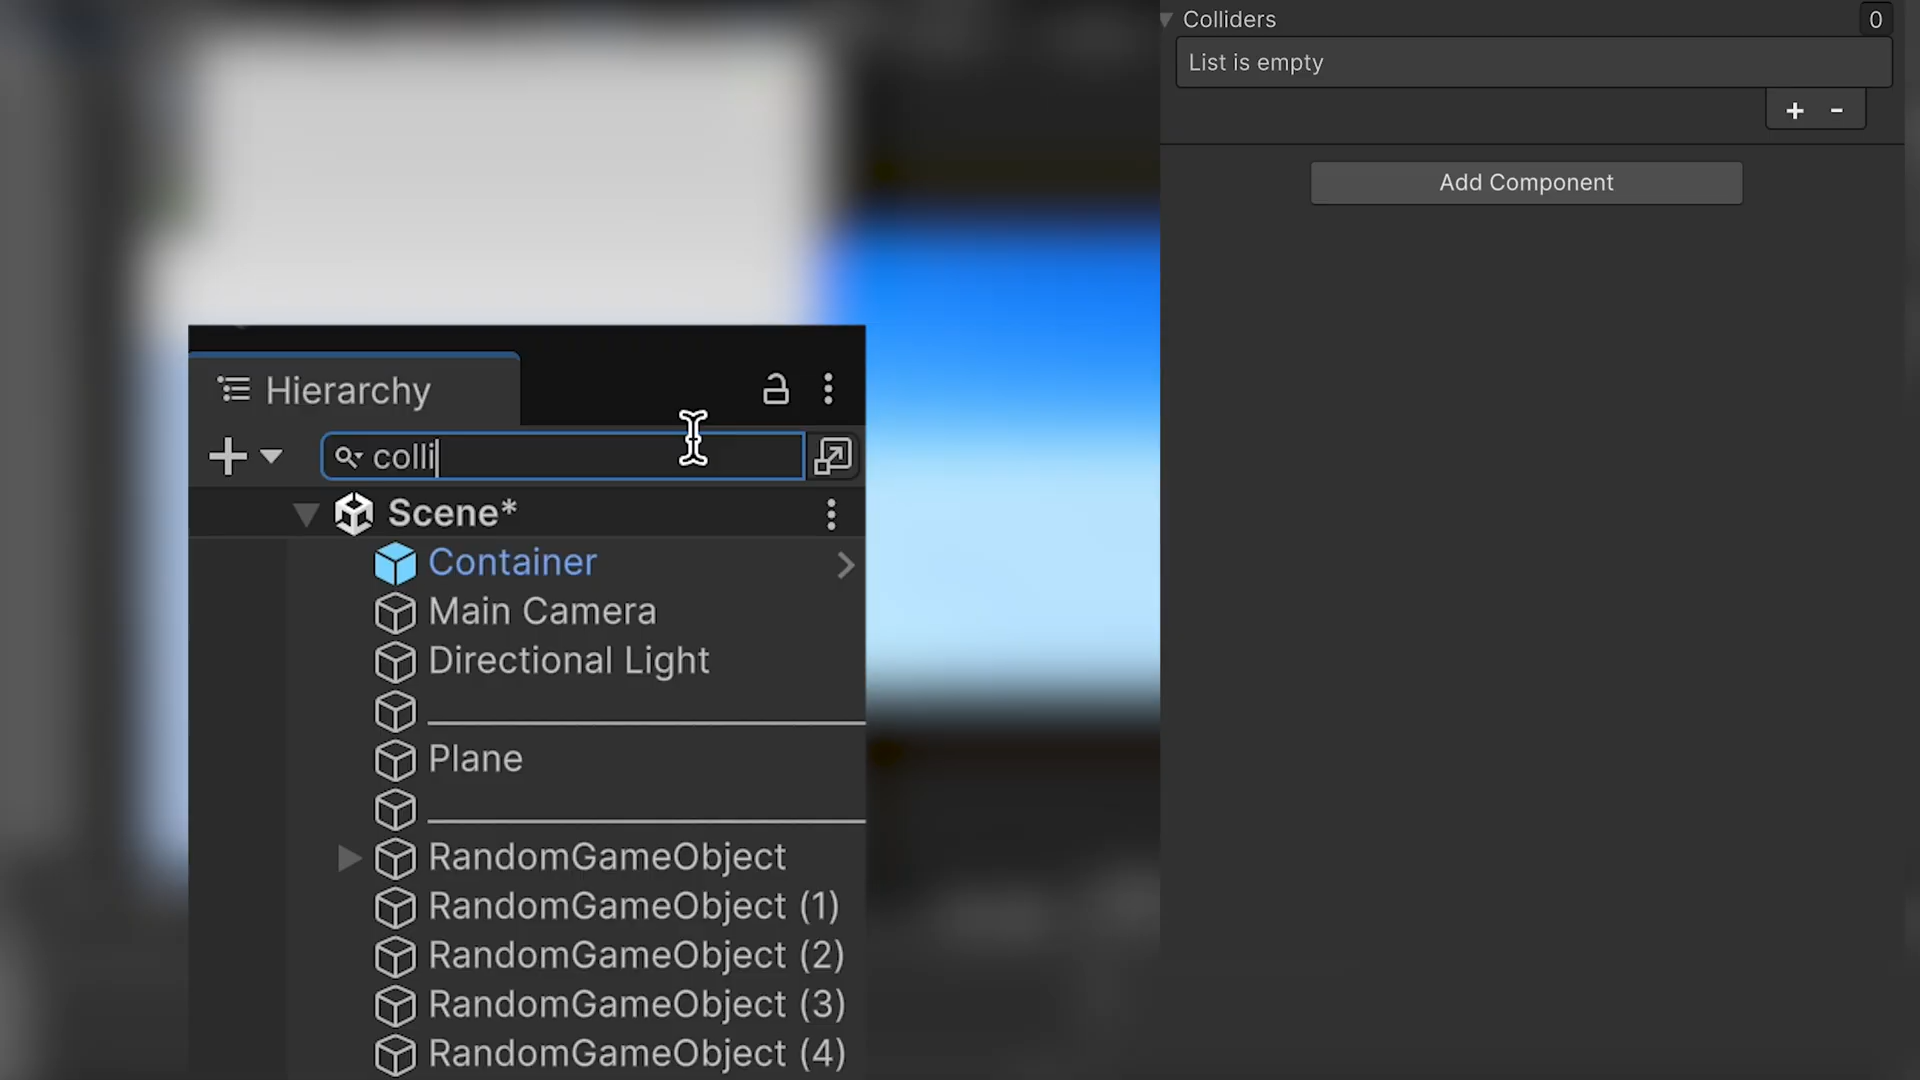 Colliders
0
List is empty
+ -
Add Component
Hierarchy
colli
Scene*
Container
Main Camera
Directional Light
Plane
RandomGameObject
RandomGameObject (1)
RandomGameObject (2)
RandomGameObject (3)
RandomGameObject (4)